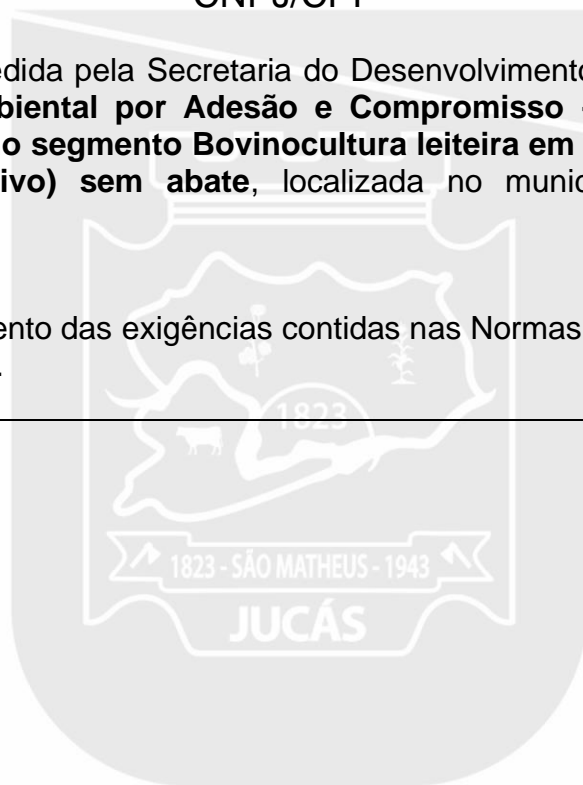 CNPJ/CPF
edida pela Secretaria do Desenvolvimento
biental por Adesão e Compromisso
o segmento Bovinocultura leiteira em
ivo) sem abate, localizada no munic
ento das exigências contidas nas Normas
.
1823
1823 - SÃO MATHEUS - 1943
JUCÁS